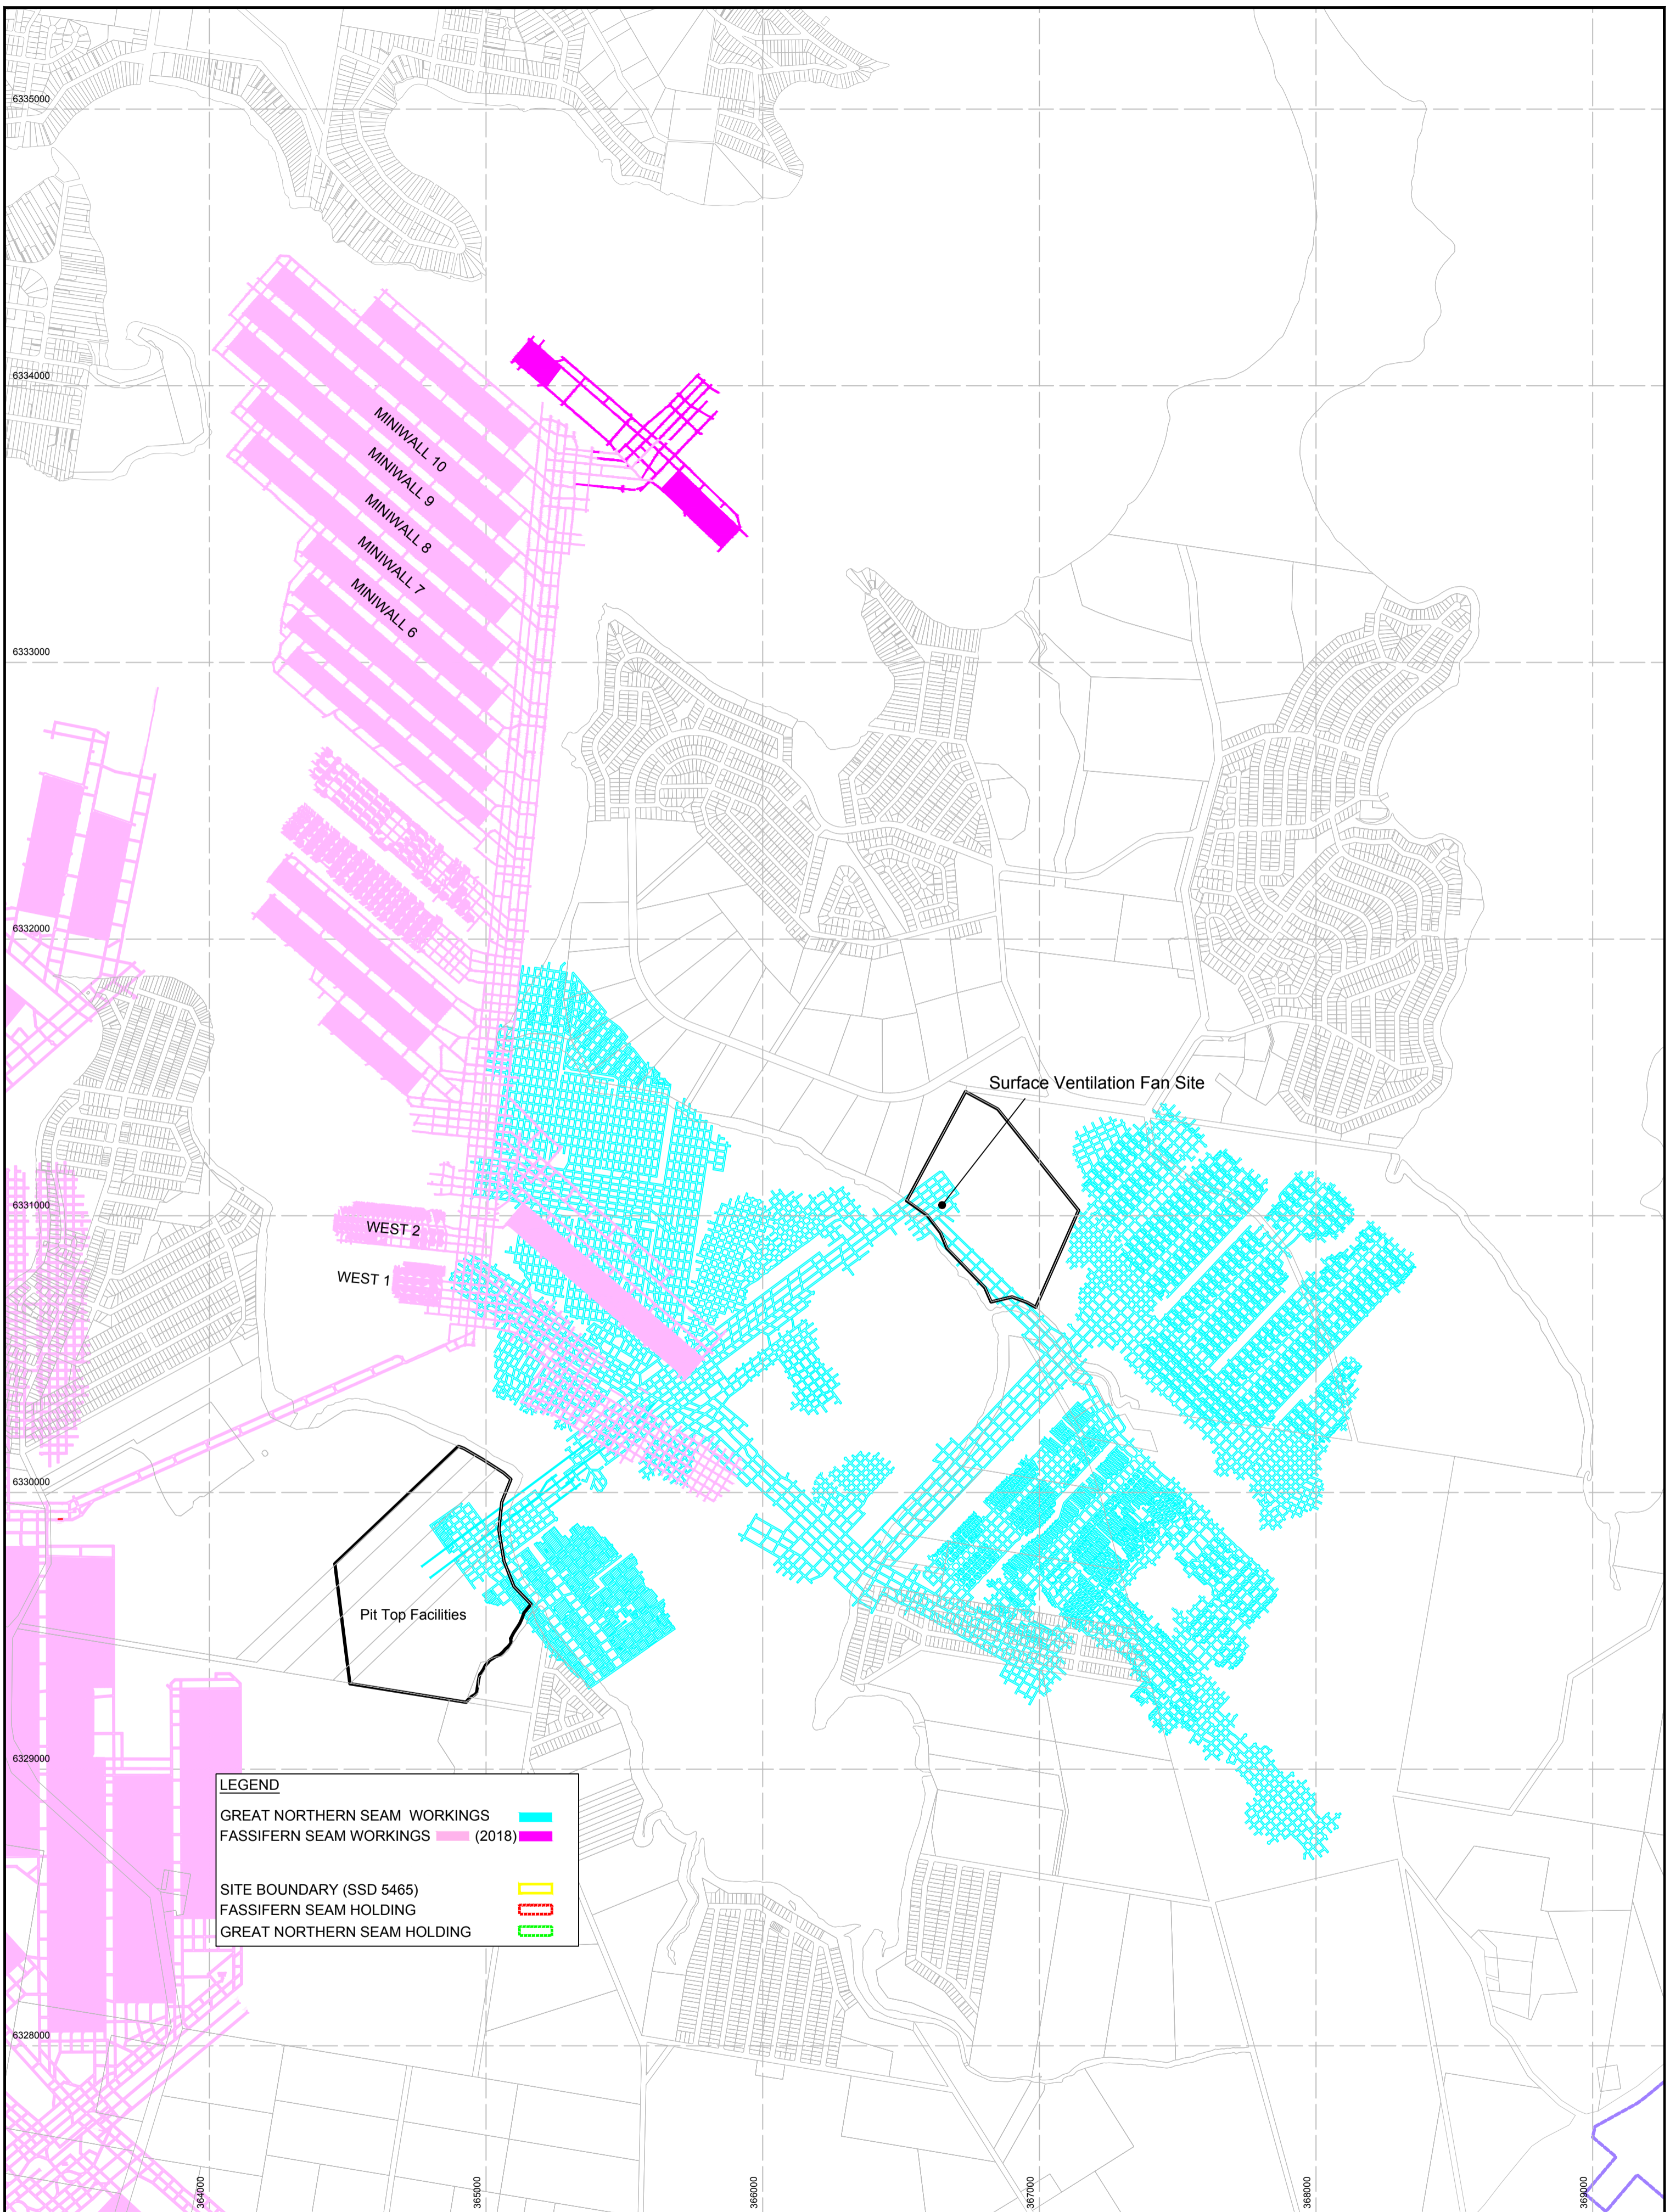 6335000
6334000
MINIWALL 10
MINIWALL 9
MINIWALL 8
MINIWALL 7
MINIWALL 6
6333000
6332000
Surface Ventilation Fan Site
6331000
WEST 2
WEST 1
6330000
Pit Top Facilities
6329000
LEGEND
GREAT NORTHERN SEAM WORKINGS
FASSIFERN SEAM WORKINGS (2018)
SITE BOUNDARY (SSD 5465)
FASSIFERN SEAM HOLDING
GREAT NORTHERN SEAM HOLDING
6328000
364000
365000
366000
367000
368000
369000